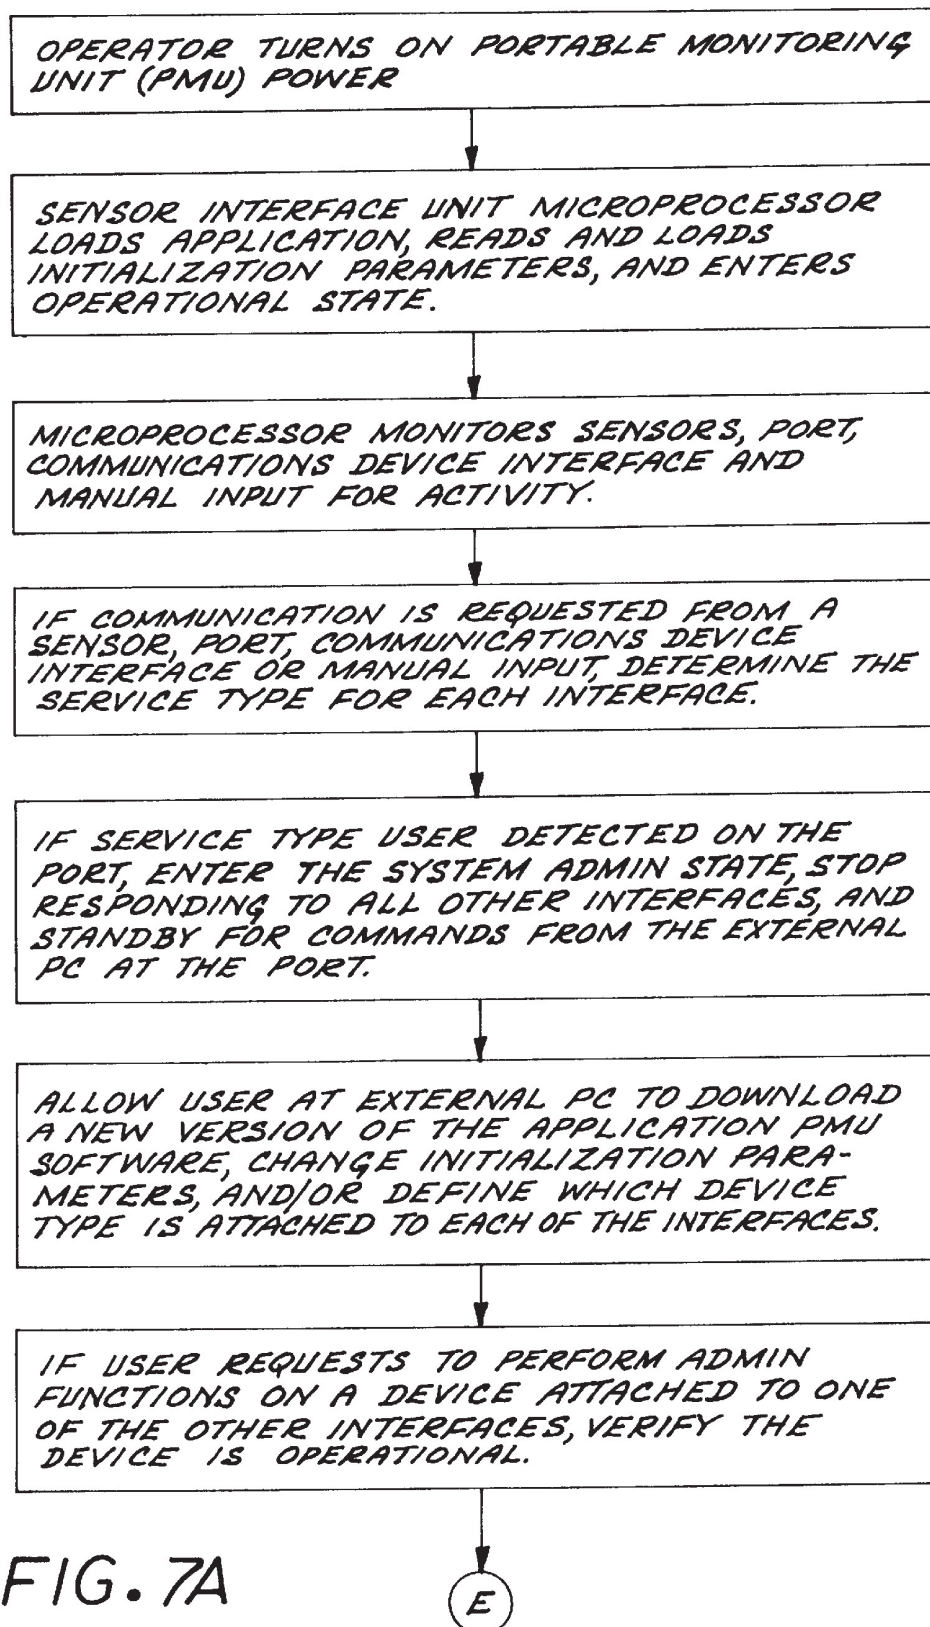 OPERATOR TURNS ON PORTABLE MONITORING
UNIT (PMU) POWER
SENSOR INTERFACE UNIT MICROPROCESSOR
LOADS APPLICATION, READS AND LOADS
INITIALIZATION PARAMETERS, AND ENTERS
OPERATIONAL STATE.
MICROPROCESSOR MONITORS SENSORS, PORT,
COMMUNICATIONS DEVICE INTERFACE AND
MANUAL INPUT FOR ACTIVITY.
IF COMMUNICATION IS REQUESTED FROM A
SENSOR, PORT, COMMUNICATIONS DEVICE
INTERFACE OR MANUAL INPUT, DETERMINE THE
SERVICE TYPE FOR EACH INTERFACE.
IF SERVICE TYPE USER DETECTED ON THE
PORT, ENTER THE SYSTEM ADMIN STATE, STOP
RESPONDING TO ALL OTHER INTERFACES, AND
STANDBY FOR COMMANDS FROM THE EXTERNAL
PC AT THE PORT.
ALLOW USER AT EXTERNAL PC TO DOWNLOAD
A NEW VERSION OF THE APPLICATION PMU
SOFTWARE, CHANGE INITIALIZATION PARA-
METERS, AND/OR DEFINE WHICH DEVICE
TYPE IS ATTACHED TO EACH OF THE INTERFACES.
IF USER REQUESTS TO PERFORM ADMIN
FUNCTIONS ON A DEVICE ATTACHED TO ONE
OF THE OTHER INTERFACES, VERIFY THE
DEVICE IS OPERATIONAL.
FIG. 7A
E